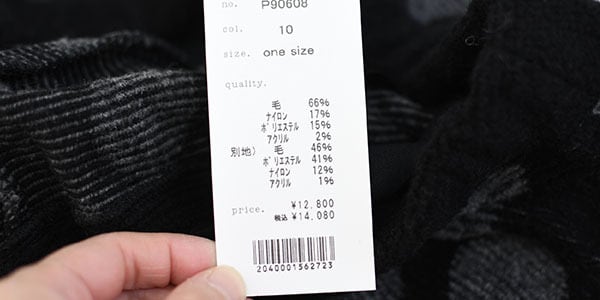 no. P90608
col. 10
size. one size
quality.
毛 66%
ナイロン 17%
ポリエステル 15%
アクリル 2%
別地) 毛 46%
ポリエステル 41%
ナイロン 12%
アクリル 1%
price. ¥12,800
税込 ¥14,080
2040001562723